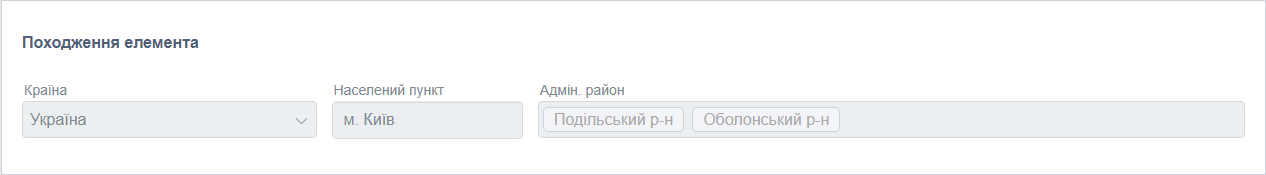 Походження елемента
Країна Населений пункт Адмін. район
Україна м. Київ Подільський р-н Оболонський р-н